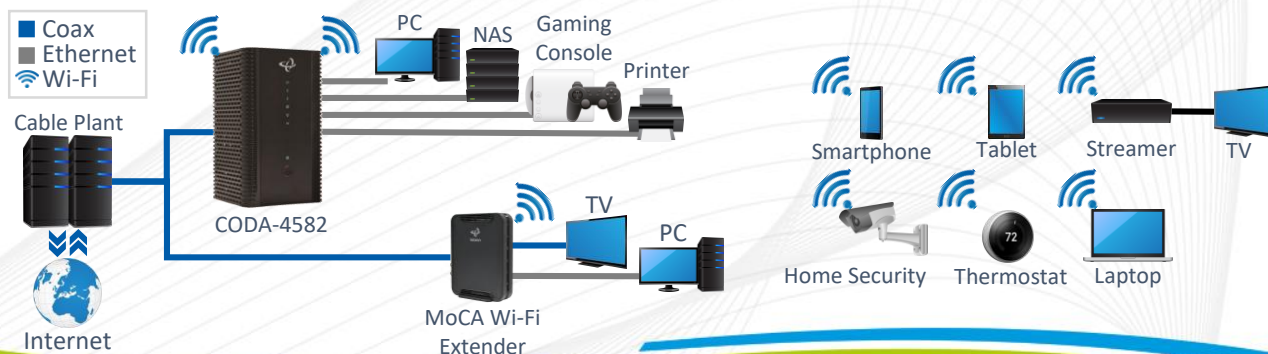 Coax
Ethernet
Wi-Fi
Cable Plant
Internet
CODA-4582
PC
NAS
Gaming
Console
Printer
MoCA Wi-Fi
Extender
TV
PC
Smartphone
Tablet
Streamer
TV
Home Security
72
Thermostat
Laptop